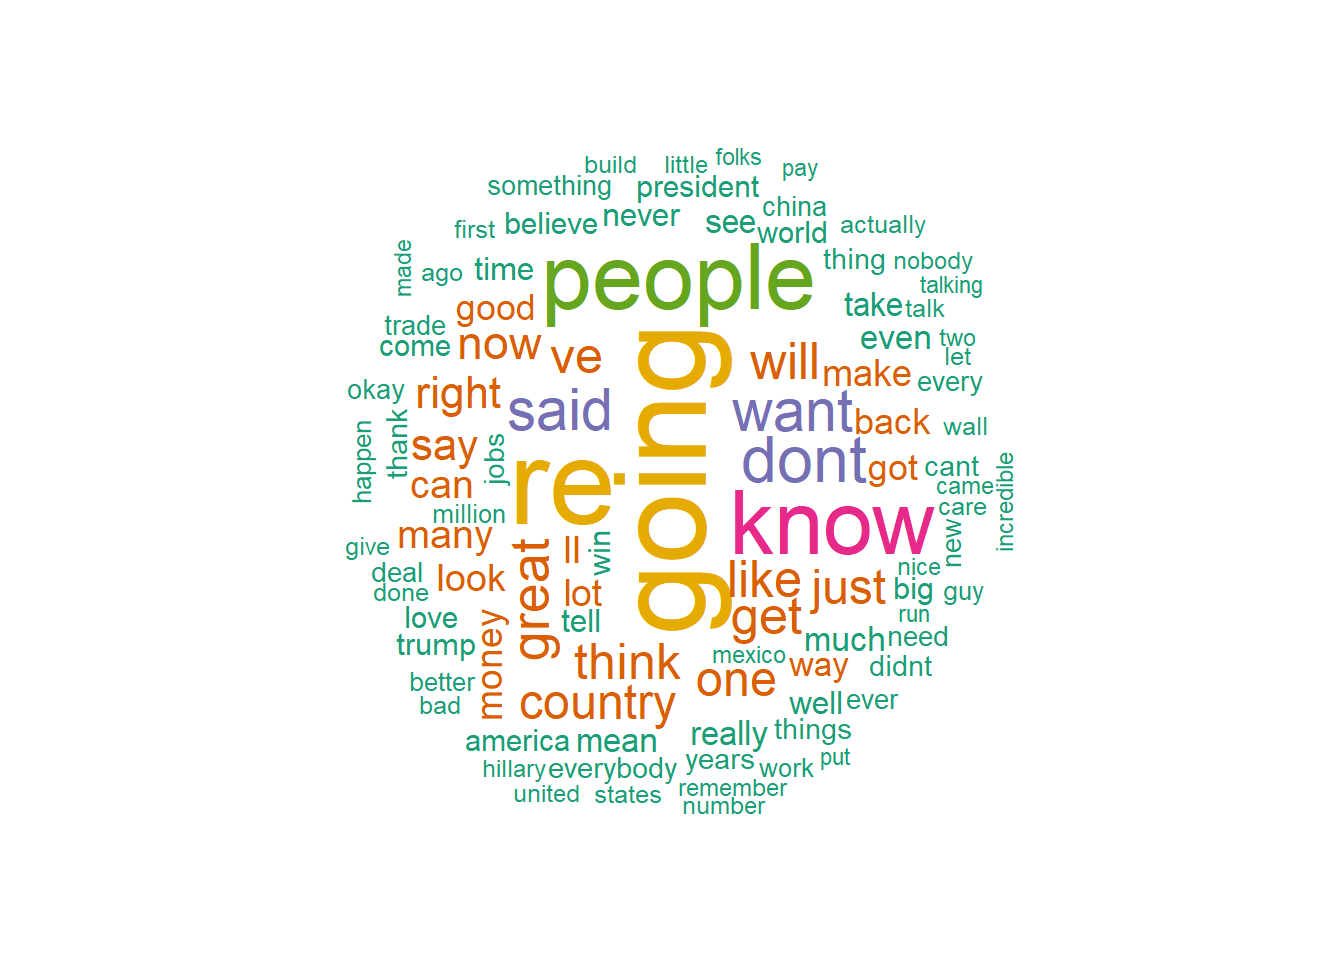 build little folks pay
something president
china
first believe never see world actually
made ago time people thing nobody
talking
good take talk
trade
come now ve will even two
let
make every
okay right said going want back wall
happen thank say jobs re dont got cant
can came incredible
million know care
many new
give great ll win like just nice
deal look big guy
done lot get run
love tell much need
trump money think mexico way didnt
better one
bad country well ever
america mean really things
hillary everybody years work put
united states remember
number